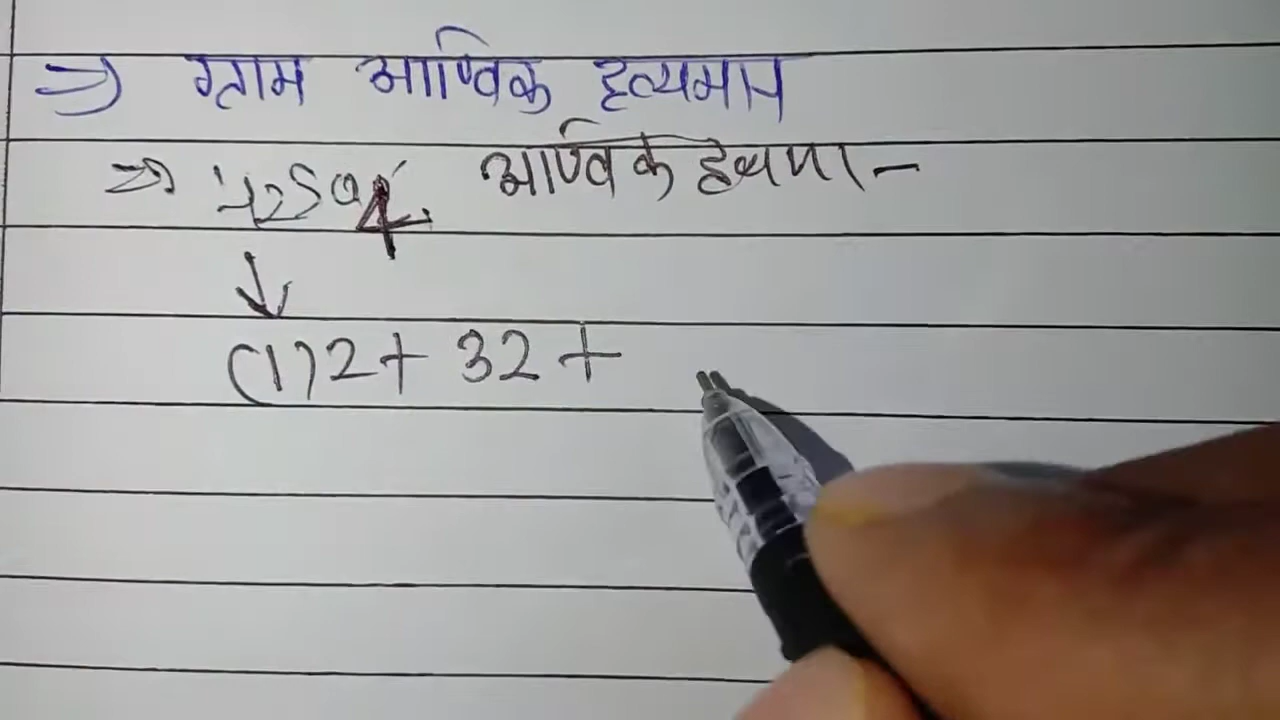 ⇒ ग्राम आण्विक द्रव्यमान
⇒ H2SO4 आण्विक द्रव्यमान –
↓
(1)2 + 32 +